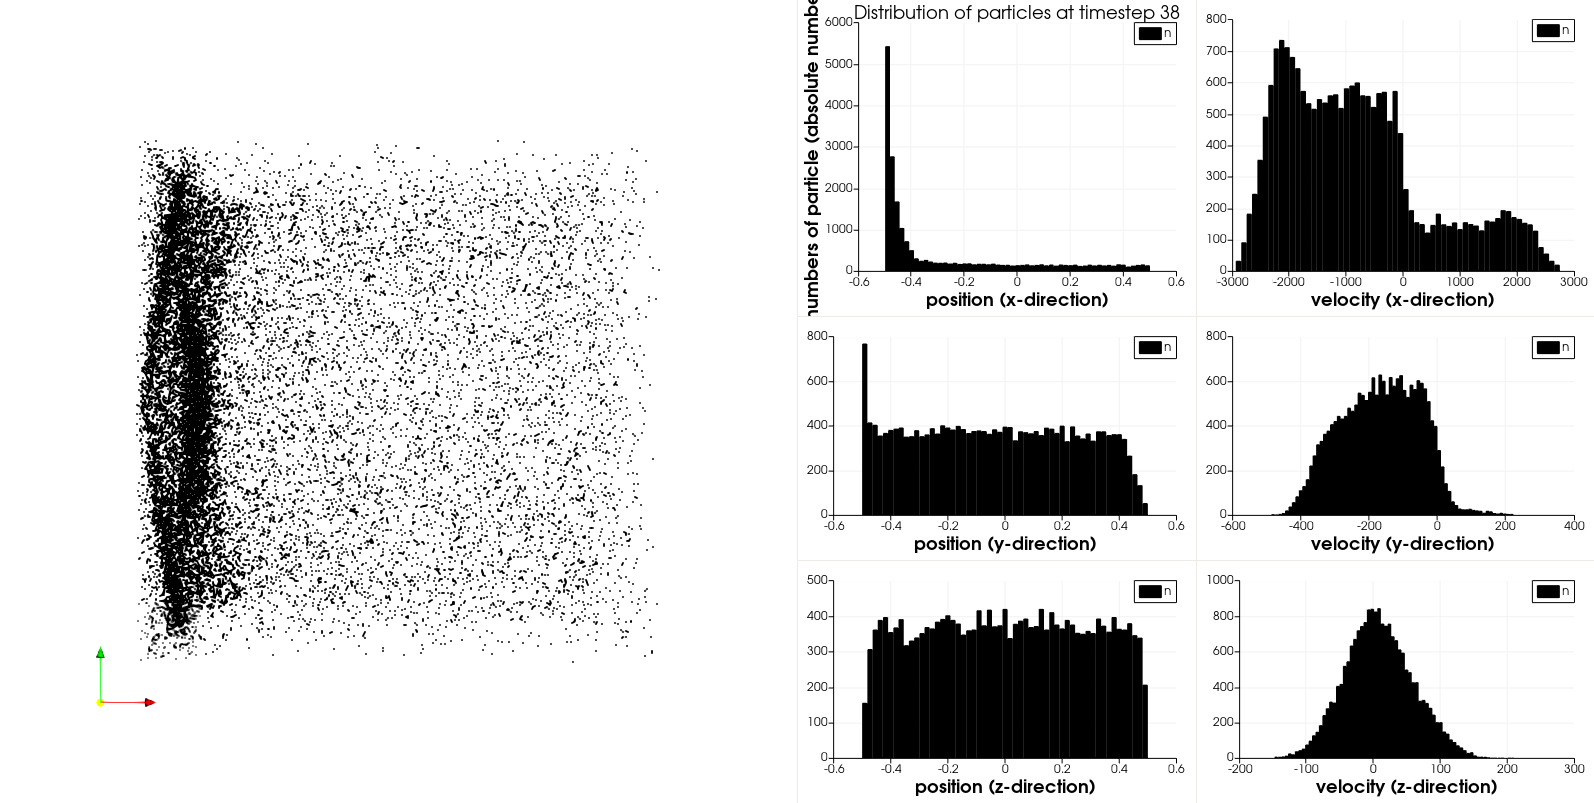 Distribution of particles at timestep 38
numbers of particle (absolute numbe
6000
5000
4000
3000
2000
1000
0
-0.6 -0.4 -0.2 0 0.2 0.4 0.6
position (x-direction)
n
800
700
600
500
400
300
200
100
0
-3000 -2000 -1000 0 1000 2000 3000
velocity (x-direction)
n
800
600
400
200
0
-0.6 -0.4 -0.2 0 0.2 0.4 0.6
position (y-direction)
n
800
600
400
200
0
-600 -400 -200 0 200 400
velocity (y-direction)
n
500
400
300
200
100
0
-0.6 -0.4 -0.2 0 0.2 0.4 0.6
position (z-direction)
n
1000
800
600
400
200
0
-200 -100 0 100 200 300
velocity (z-direction)
n